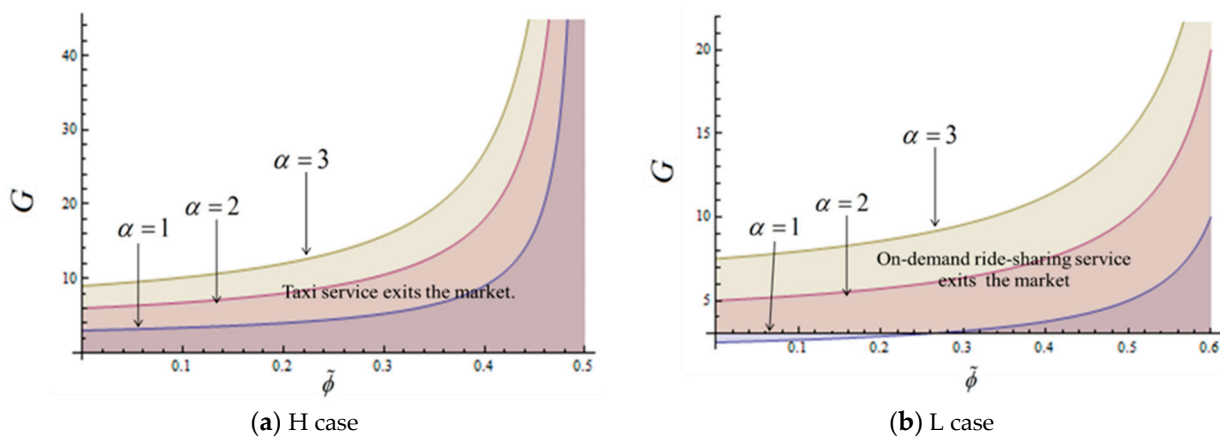 40
30
20
10
G
α = 1
α = 2
α = 3
Taxi service exits the market.
0.1 0.2 0.3 0.4 0.5
ϕ̃
(a) H case
20
15
10
5
G
α = 1
α = 2
α = 3
On-demand ride-sharing service
exits the market
0.1 0.2 0.3 0.4 0.5 0.6
ϕ̃
(b) L case